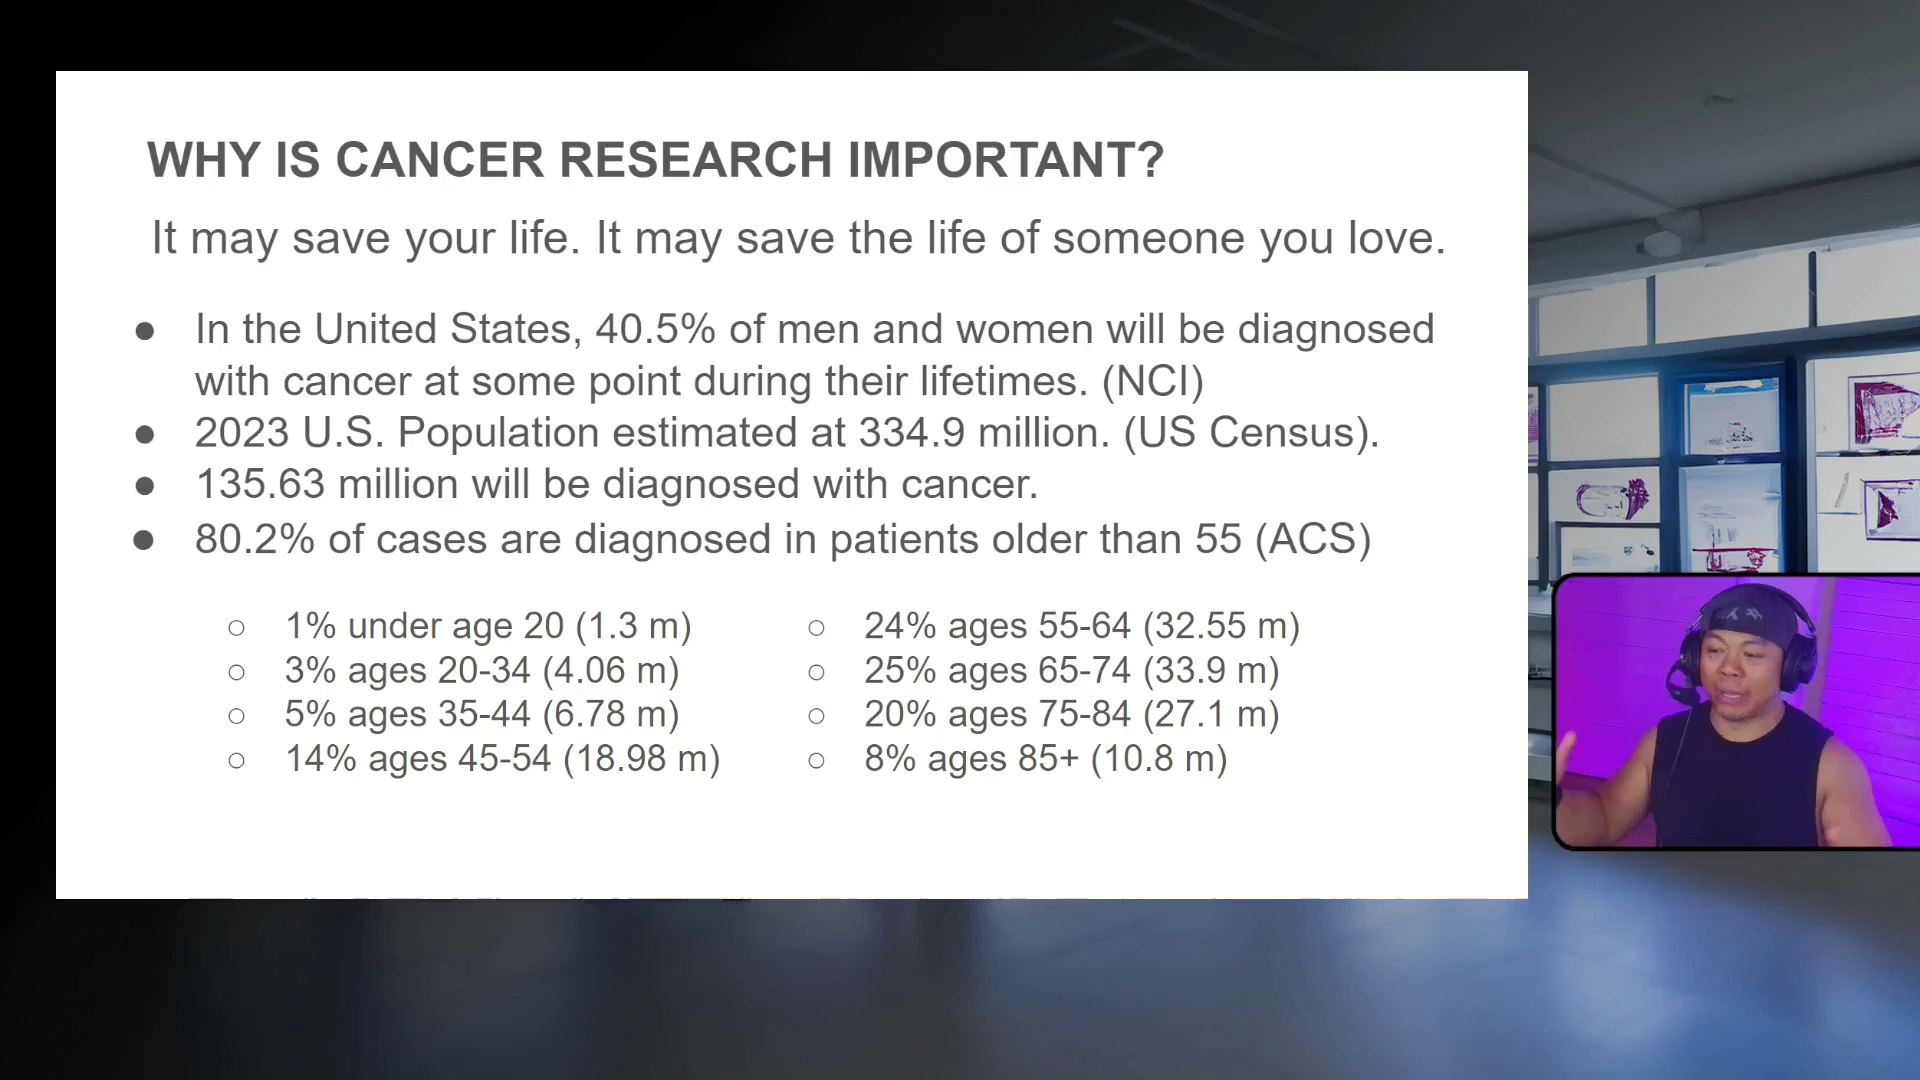 WHY IS CANCER RESEARCH IMPORTANT?
It may save your life. It may save the life of someone you love.
● In the United States, 40.5% of men and women will be diagnosed
with cancer at some point during their lifetimes. (NCI)
● 2023 U.S. Population estimated at 334.9 million. (US Census).
● 135.63 million will be diagnosed with cancer.
● 80.2% of cases are diagnosed in patients older than 55 (ACS)
○ 1% under age 20 (1.3 m)
○ 3% ages 20-34 (4.06 m)
○ 5% ages 35-44 (6.78 m)
○ 14% ages 45-54 (18.98 m)
○ 24% ages 55-64 (32.55 m)
○ 25% ages 65-74 (33.9 m)
○ 20% ages 75-84 (27.1 m)
○ 8% ages 85+ (10.8 m)